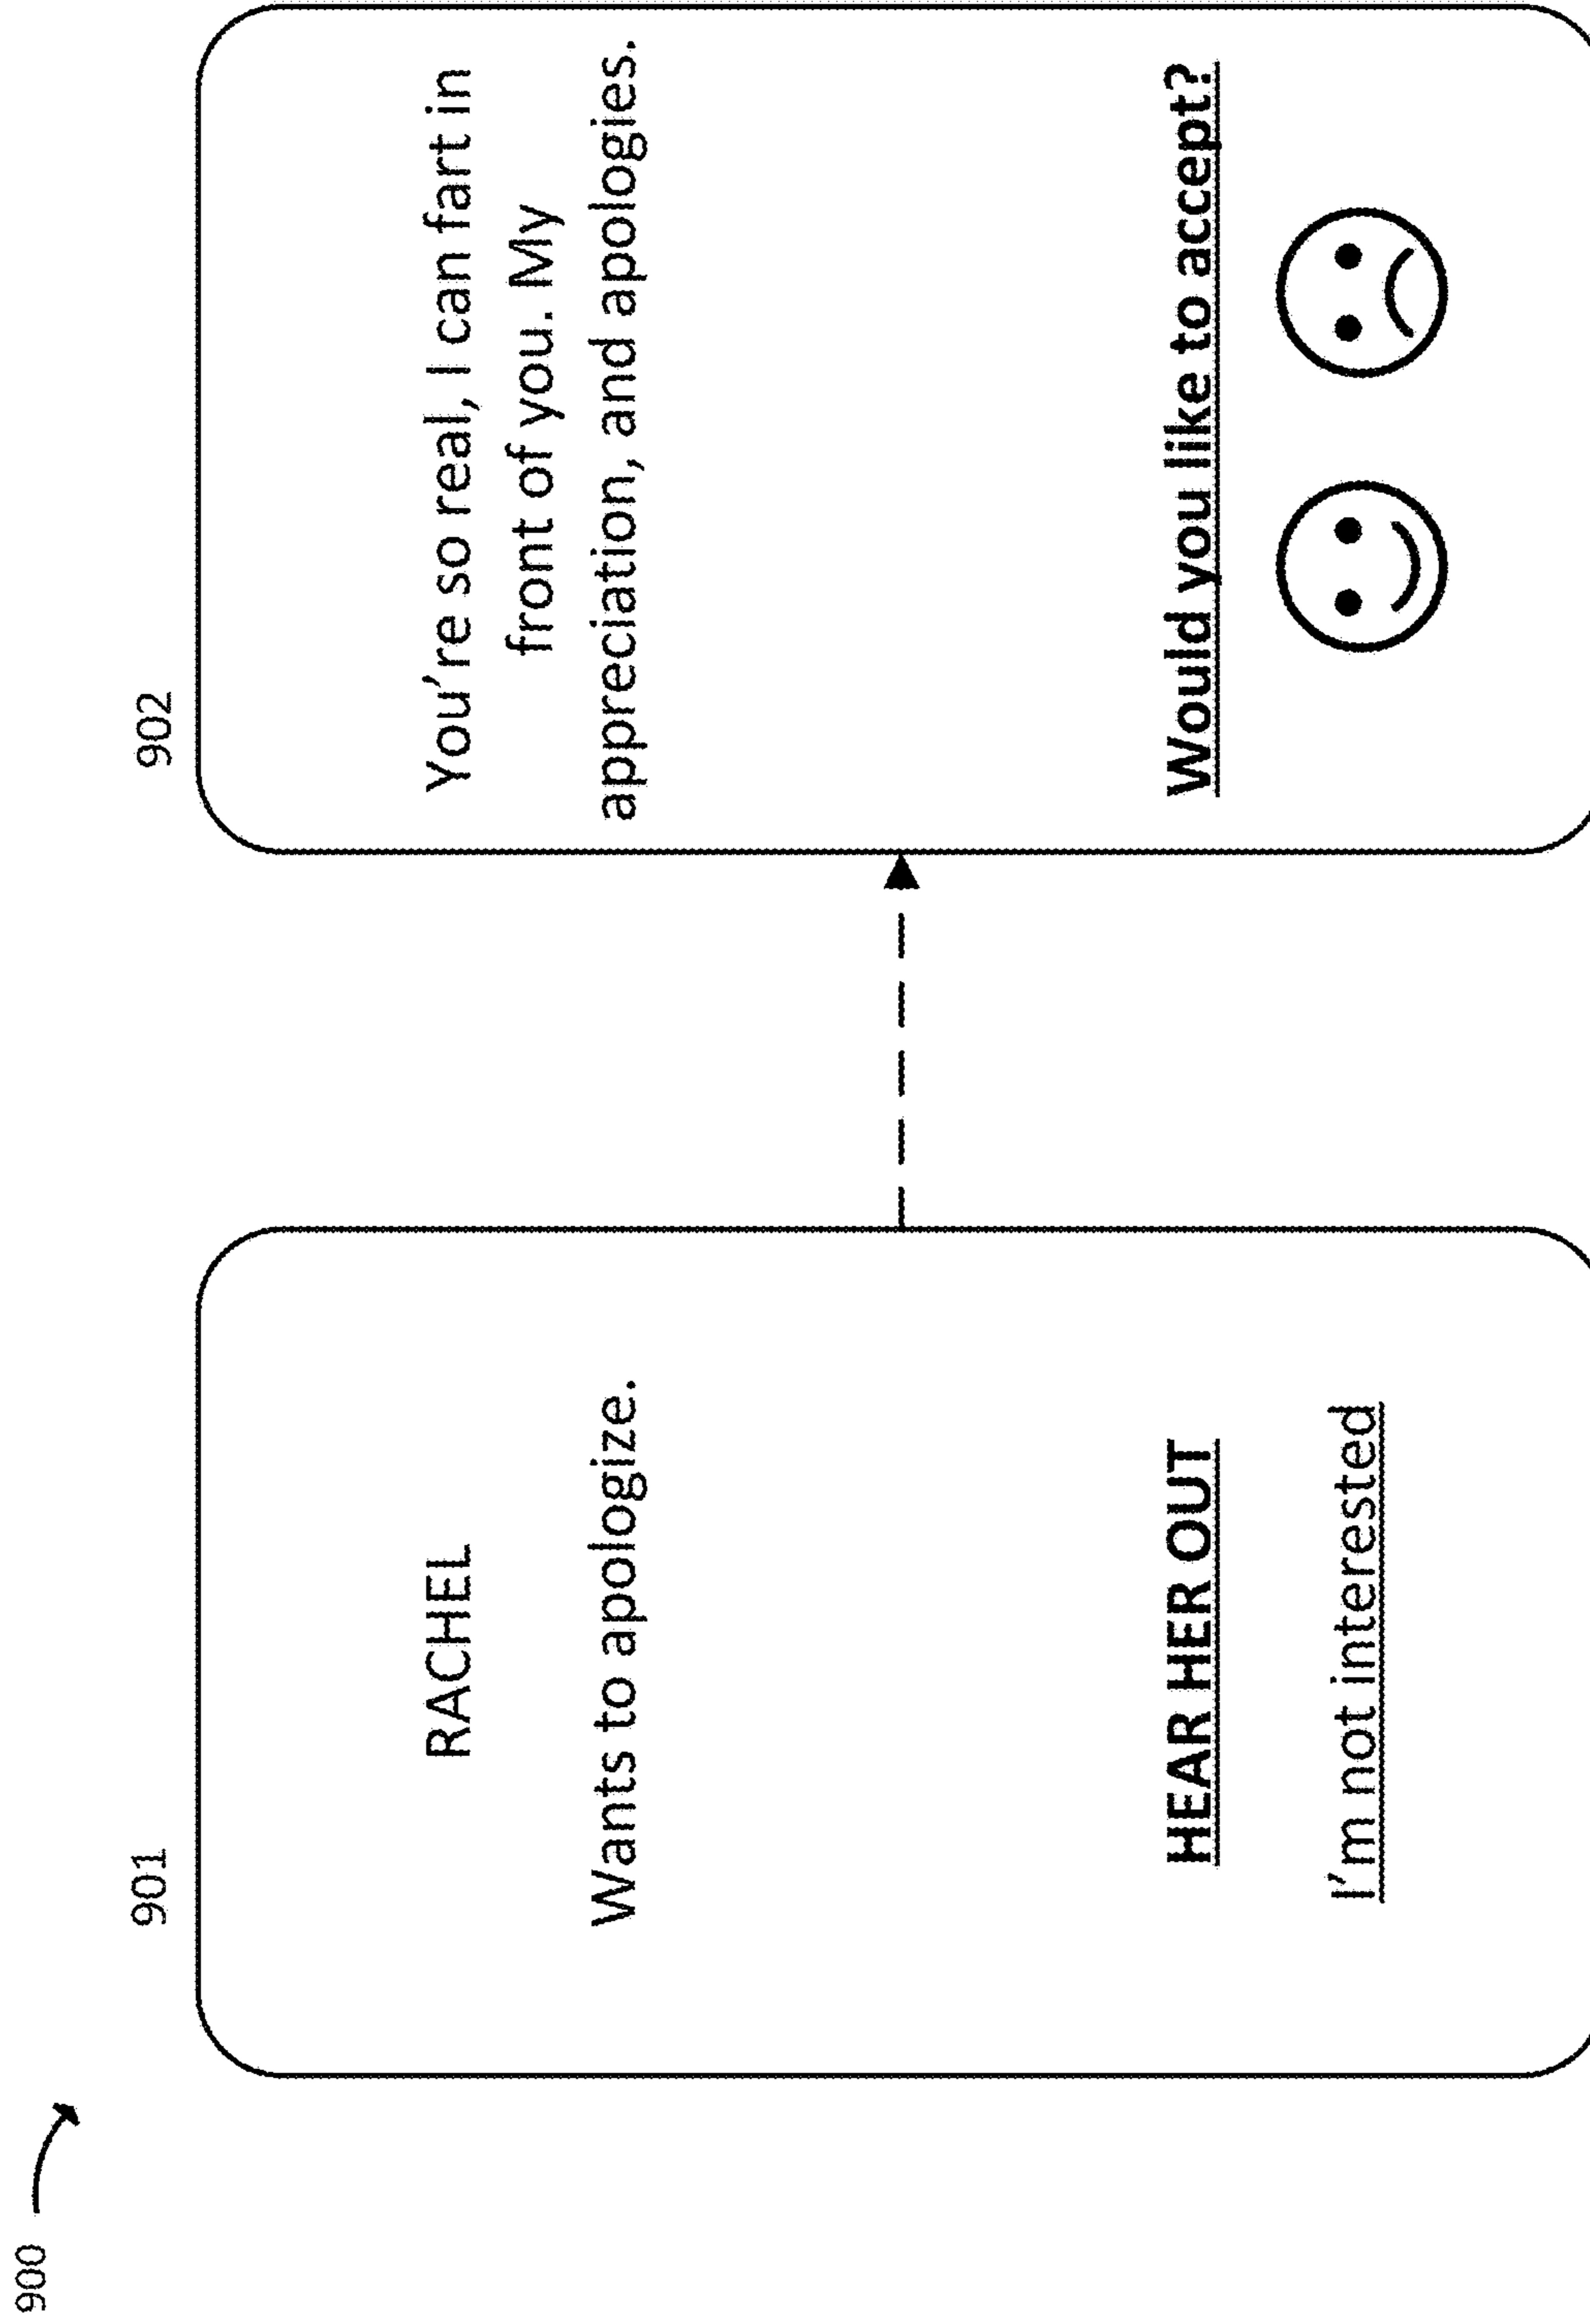 900
901
RACHEL
Wants to apologize.
HEAR HER OUT
I'm not interested
902
You're so real, I can fart in
front of you. My
appreciation, and apologies.
Would you like to accept?